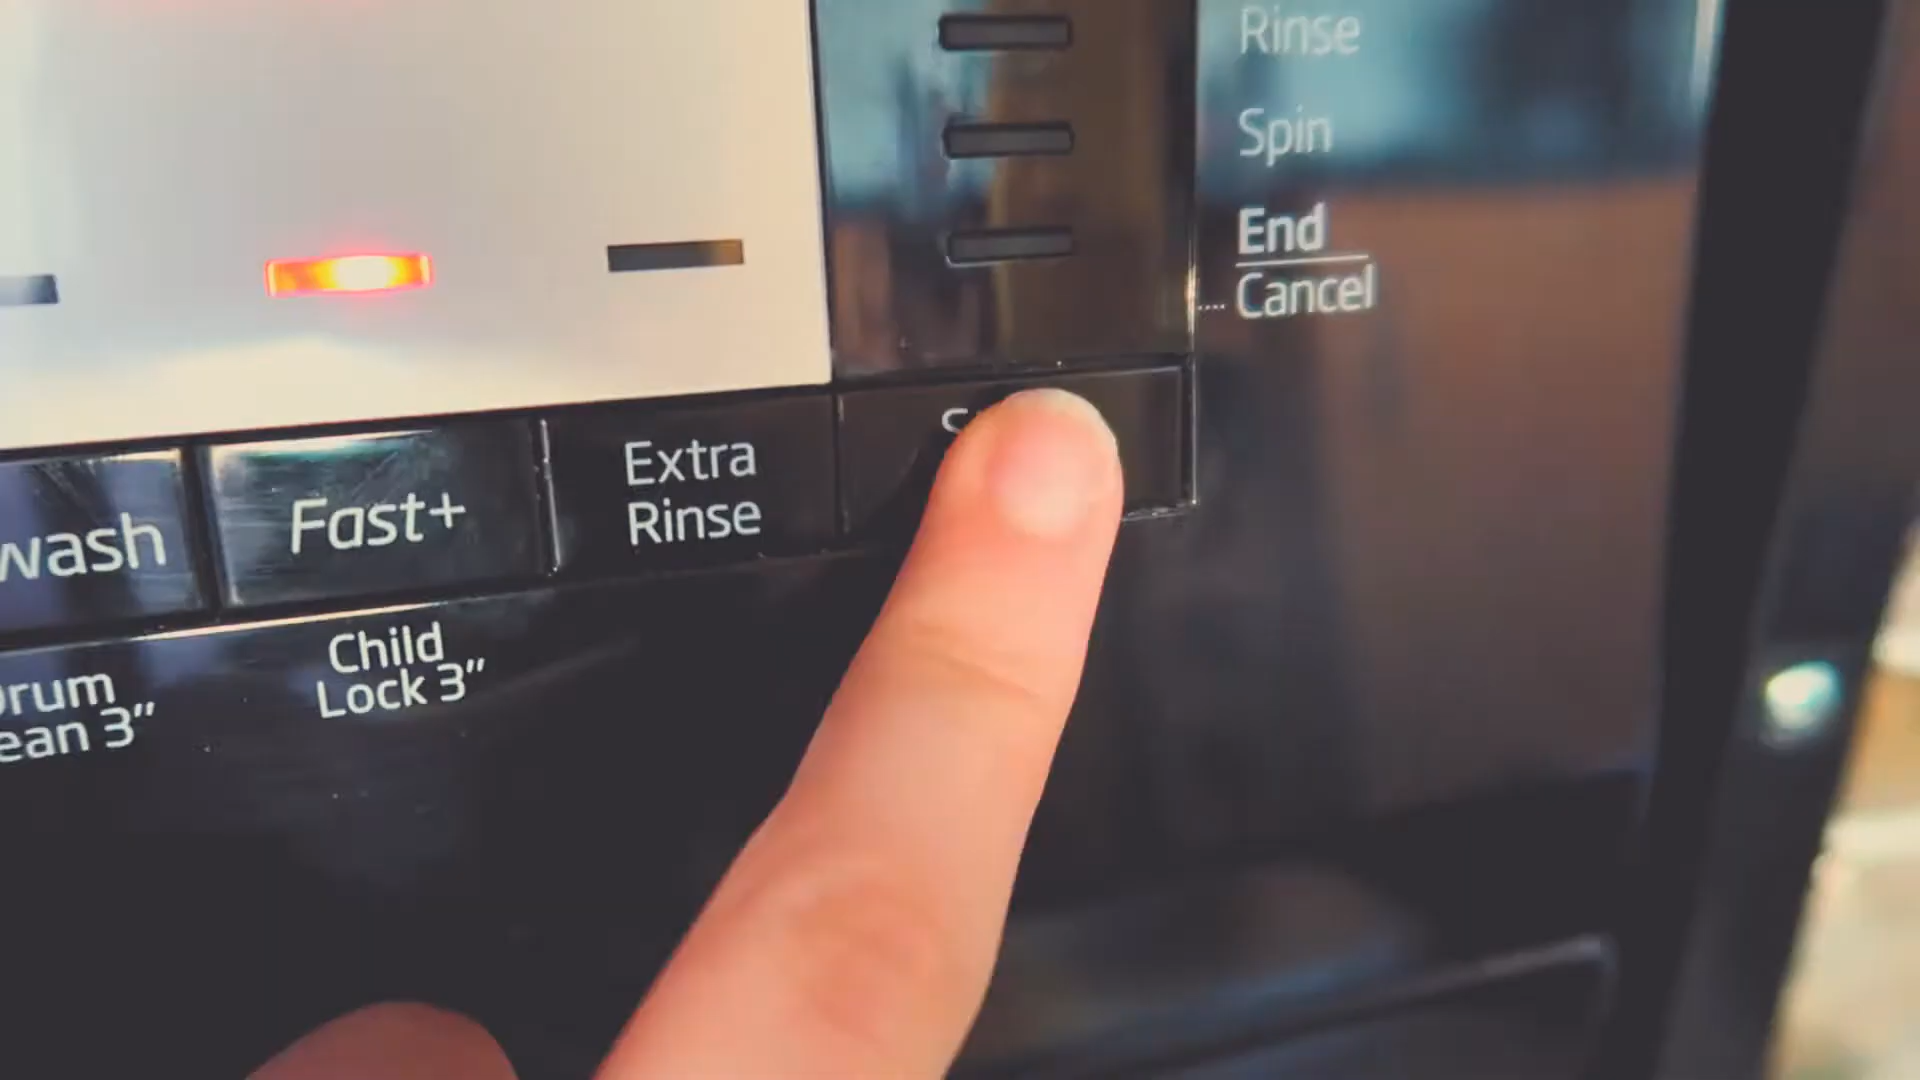 Rinse
Spin
End
Cancel
wash
Fast+
Extra
Rinse
Child
Lock 3"
rum
ean 3"